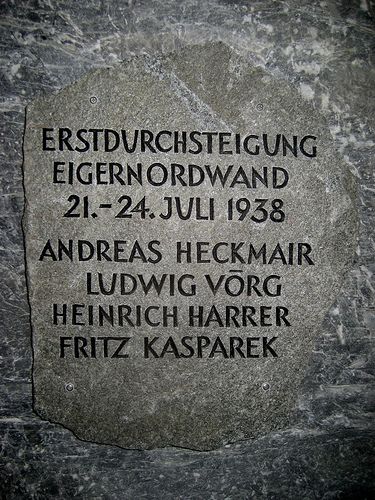 ERSTDURCHSTEIGUNG
EIGERNORDWAND
21.-24. JULI 1938
ANDREAS HECKMAIR
LUDWIG VÖRG
HEINRICH HARRER
FRITZ KASPAREK